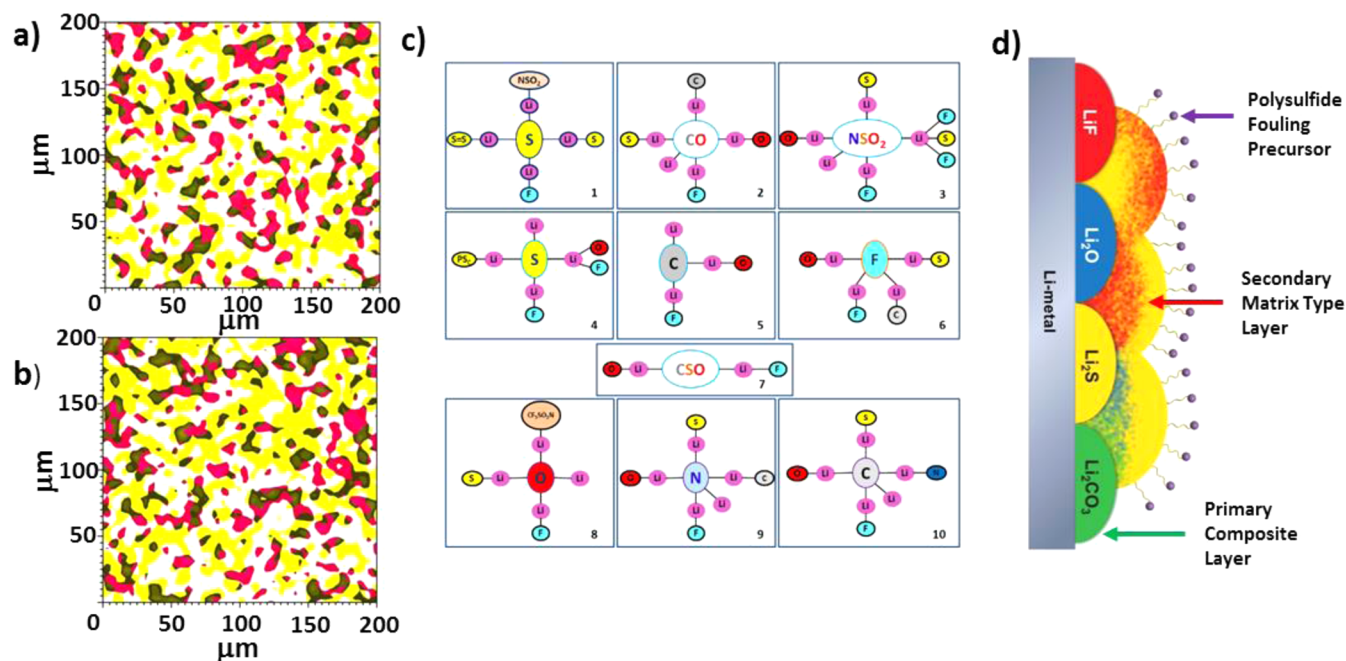 a)
200
150
100
50
0 50 100 150 200
μm
μm
b)
200
150
100
50
0 50 100 150 200
μm
μm
c)
NSO2
Li
S=S Li S Li S
Li
F
1
C
Li
S Li CO Li O
Li
Li
F
2
S
Li
F
O Li NSO2 Li S
F
Li
Li
F
3
Li
O
Li S Li
F
Li
F
4
Li
C Li O
Li
F
5
O Li F Li S
Li Li
F C
6
O Li CSO Li F
7
CF3SO2N
Li
S Li O Li
Li
F
8
S
Li
O Li N Li C
Li
Li
F
9
S
Li
O Li C Li N
Li
Li
F
10
d)
Li-metal
LiF
Li2O
Li2S
Li2CO3
Polysulfide
Fouling
Precursor
Secondary
Matrix Type
Layer
Primary
Composite
Layer